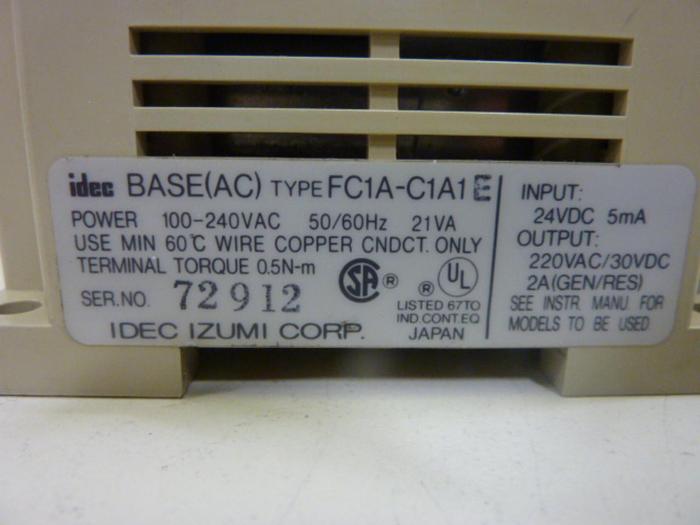 idec BASE(AC) TYPE FC1A-C1A1E
POWER 100-240VAC 50/60Hz 21VA
USE MIN 60℃ WIRE COPPER CNDCT. ONLY
TERMINAL TORQUE 0.5N-m
SER.NO. 72912
IDEC IZUMI CORP.
SA ®
® UL
LISTED 67TO
IND.CONT.EQ
JAPAN
INPUT:
24VDC 5mA
OUTPUT:
220VAC/30VDC
2A(GEN/RES)
SEE INSTR. MANU FOR
MODELS TO BE USED